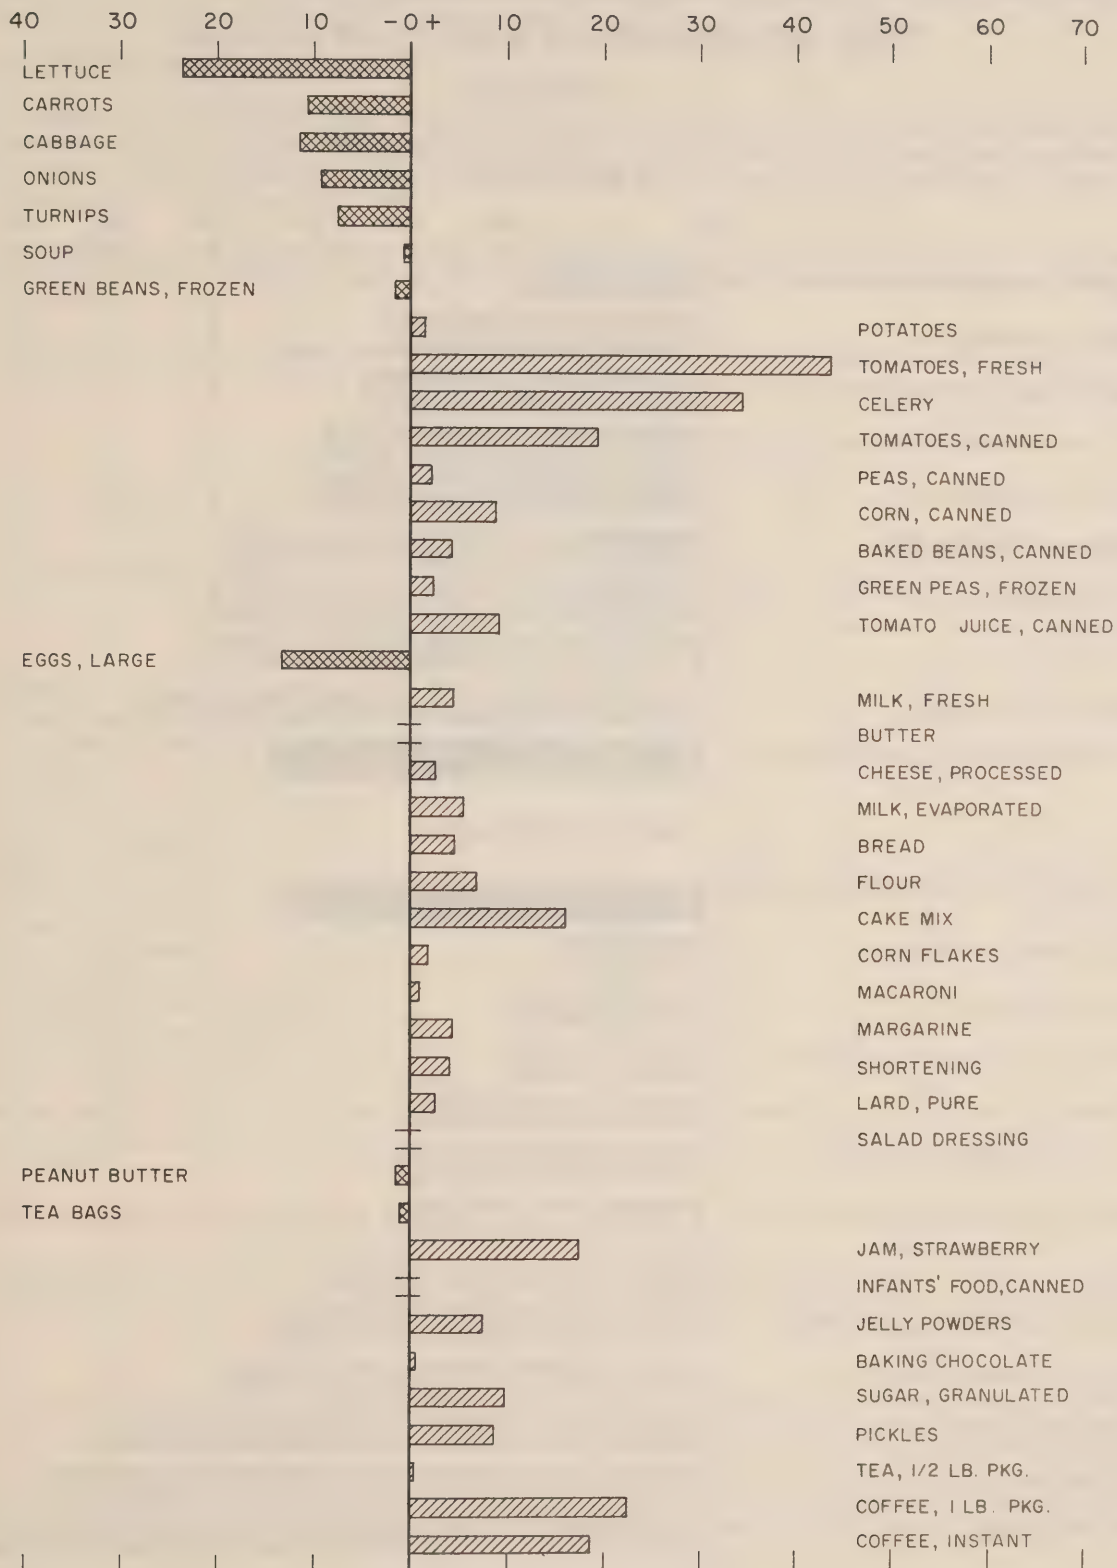 40 30 20 10 -0+ 10 20 30 40 50 60 70
LETTUCE
CARROTS
CABBAGE
ONIONS
TURNIPS
SOUP
GREEN BEANS, FROZEN
POTATOES
TOMATOES, FRESH
CELERY
TOMATOES, CANNED
PEAS, CANNED
CORN, CANNED
BAKED BEANS, CANNED
GREEN PEAS, FROZEN
TOMATO JUICE, CANNED
EGGS, LARGE
MILK, FRESH
BUTTER
CHEESE, PROCESSED
MILK, EVAPORATED
BREAD
FLOUR
CAKE MIX
CORN FLAKES
MACARONI
MARGARINE
SHORTENING
LARD, PURE
SALAD DRESSING
PEANUT BUTTER
TEA BAGS
JAM, STRAWBERRY
INFANTS' FOOD, CANNED
JELLY POWDERS
BAKING CHOCOLATE
SUGAR, GRANULATED
PICKLES
TEA, 1/2 LB. PKG.
COFFEE, 1 LB. PKG.
COFFEE, INSTANT